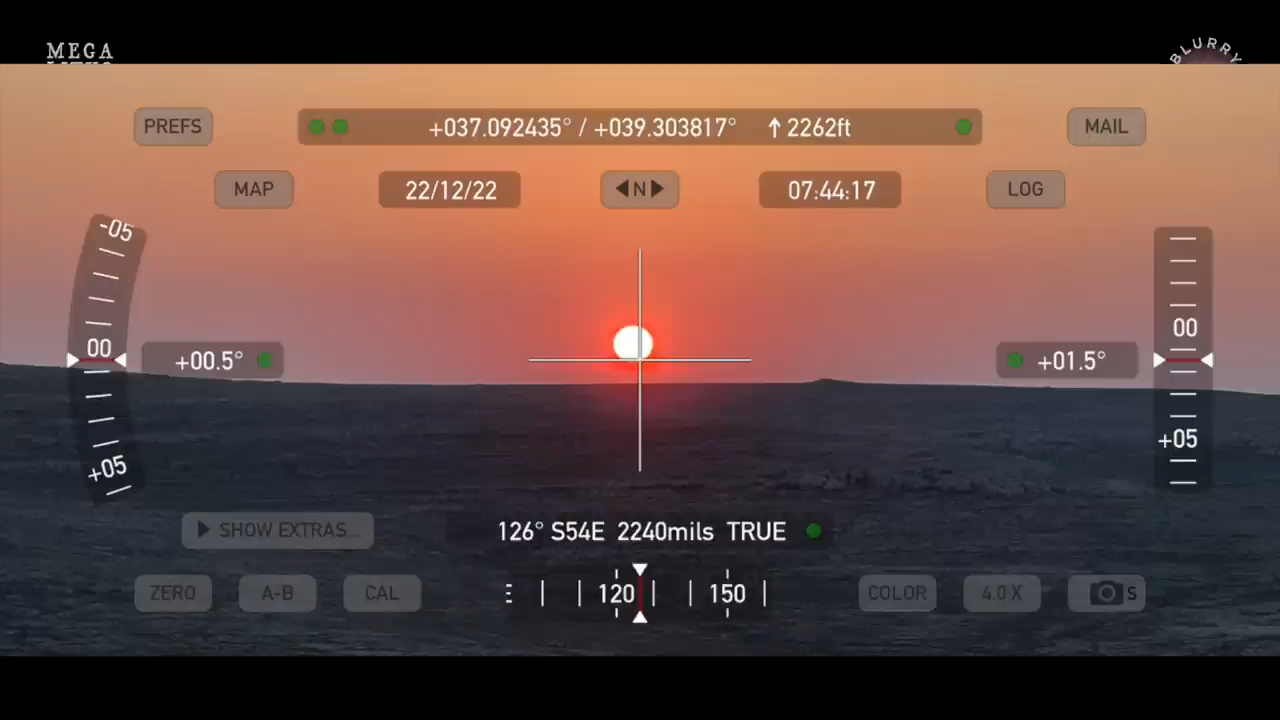 MEGA
BLURRY
PREFS
+037.092435° / +039.303817° ↑ 2262ft
MAIL
MAP
22/12/22
◀N▶
07:44:17
LOG
-05
00
+05
+00.5°
+01.5°
00
+05
▶ SHOW EXTRAS...
126° S54E 2240mils TRUE
ZERO
A-B
CAL
120
150
COLOR
4.0 X
S